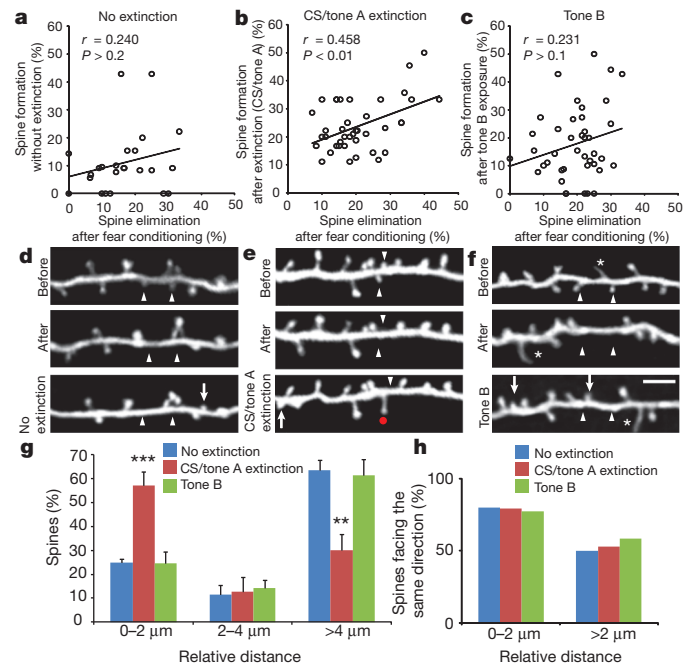 a
No extinction
r = 0.240
P > 0.2
Spine formation
without extinction (%)
60
50
40
30
20
10
0
0 10 20 30 40 50
Spine elimination
after fear conditioning (%)
b
CS/tone A extinction
r = 0.458
P < 0.01
Spine formation
after extinction (CS/tone A) (%)
60
50
40
30
20
10
0
0 10 20 30 40 50
Spine elimination
after fear conditioning (%)
c
Tone B
r = 0.231
P > 0.1
Spine formation
after tone B exposure (%)
60
50
40
30
20
10
0
0 10 20 30 40 50
Spine elimination
after fear conditioning (%)
d
Before
After
No
extinction
e
Before
After
CS/tone A
extinction
f
Before
*
After
*
Tone B
*
g
No extinction
CS/tone A extinction
Tone B
Spines (%)
70
60
50
40
30
20
10
0
***
**
0–2 µm
2–4 µm
>4 µm
Relative distance
h
No extinction
CS/tone A extinction
Tone B
Spines facing the
same direction (%)
100
50
0
0–2 µm
>2 µm
Relative distance